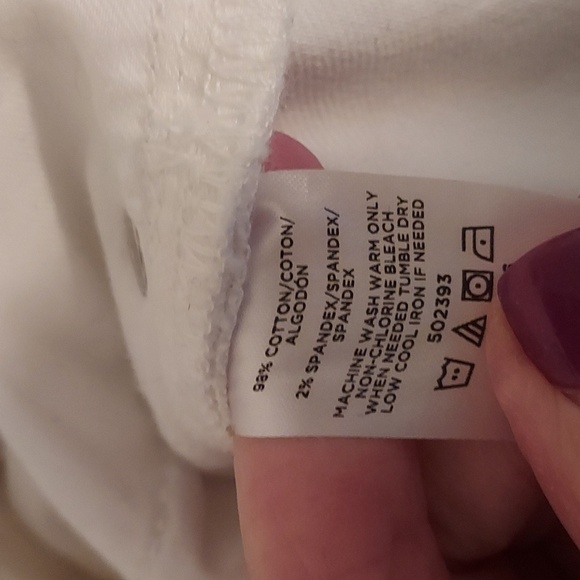 98% COTTON/COTON/
ALGODÓN
2% SPANDEX/SPANDEX/
SPANDEX
MACHINE WASH WARM ONLY
NON-CHLORINE BLEACH
WHEN NEEDED TUMBLE DRY
LOW COOL IRON IF NEEDED
502393